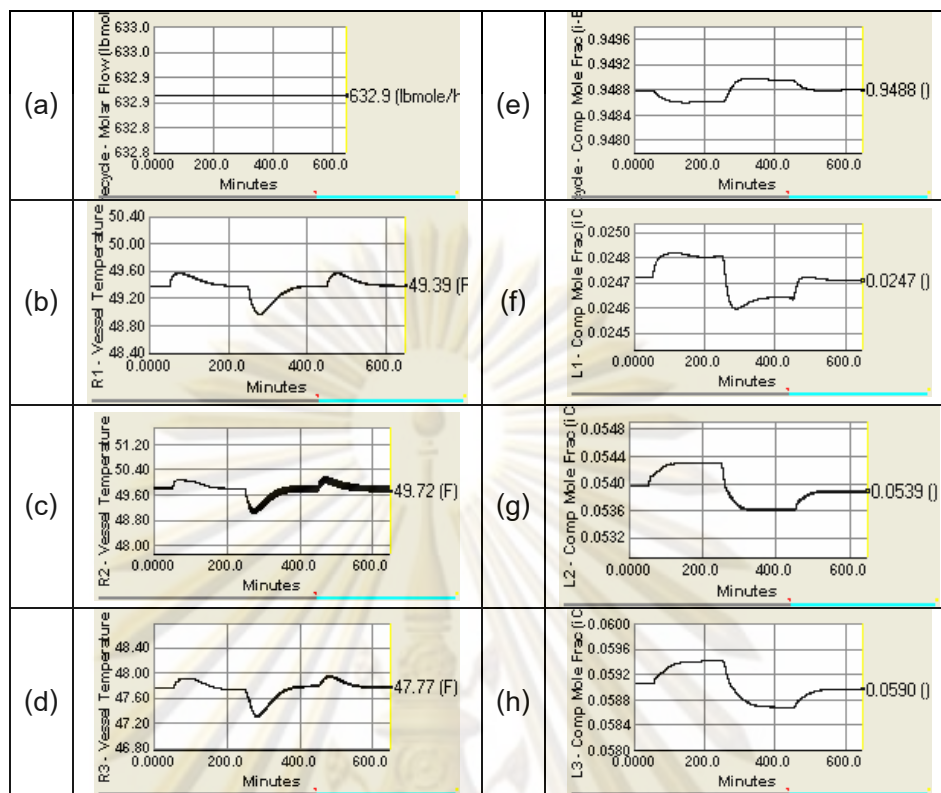 (a)
ecycle - Molar Flow (lbmol
633.0
633.0
632.9
632.9
632.8
632.8
0.0000 200.0 400.0 600.0
Minutes
632.9 (lbmole/h
(e)
cycle - Comp Mole Frac (i-B
0.9496
0.9492
0.9488
0.9484
0.9480
0.0000 200.0 400.0 600.0
Minutes
0.9488 ()
(b)
R1 - Vessel Temperature
50.40
50.00
49.60
49.20
48.80
48.40
0.0000 200.0 400.0 600.0
Minutes
49.39 (F
(f)
L1 - Comp Mole Frac (i C
0.0250
0.0248
0.0247
0.0246
0.0245
0.0000 200.0 400.0 600.0
Minutes
0.0247 ()
(c)
R2 - Vessel Temperature
51.20
50.40
49.60
48.80
48.00
0.0000 200.0 400.0 600.0
Minutes
49.72 (F)
(g)
L2 - Comp Mole Frac (i C
0.0548
0.0544
0.0540
0.0536
0.0532
0.0000 200.0 400.0 600.0
Minutes
0.0539 ()
(d)
R3 - Vessel Temperature
48.40
48.00
47.60
47.20
46.80
0.0000 200.0 400.0 600.0
Minutes
47.77 (F)
(h)
L3 - Comp Mole Frac (i C
0.0600
0.0596
0.0592
0.0588
0.0584
0.0580
0.0000 200.0 400.0 600.0
Minutes
0.0590 ()